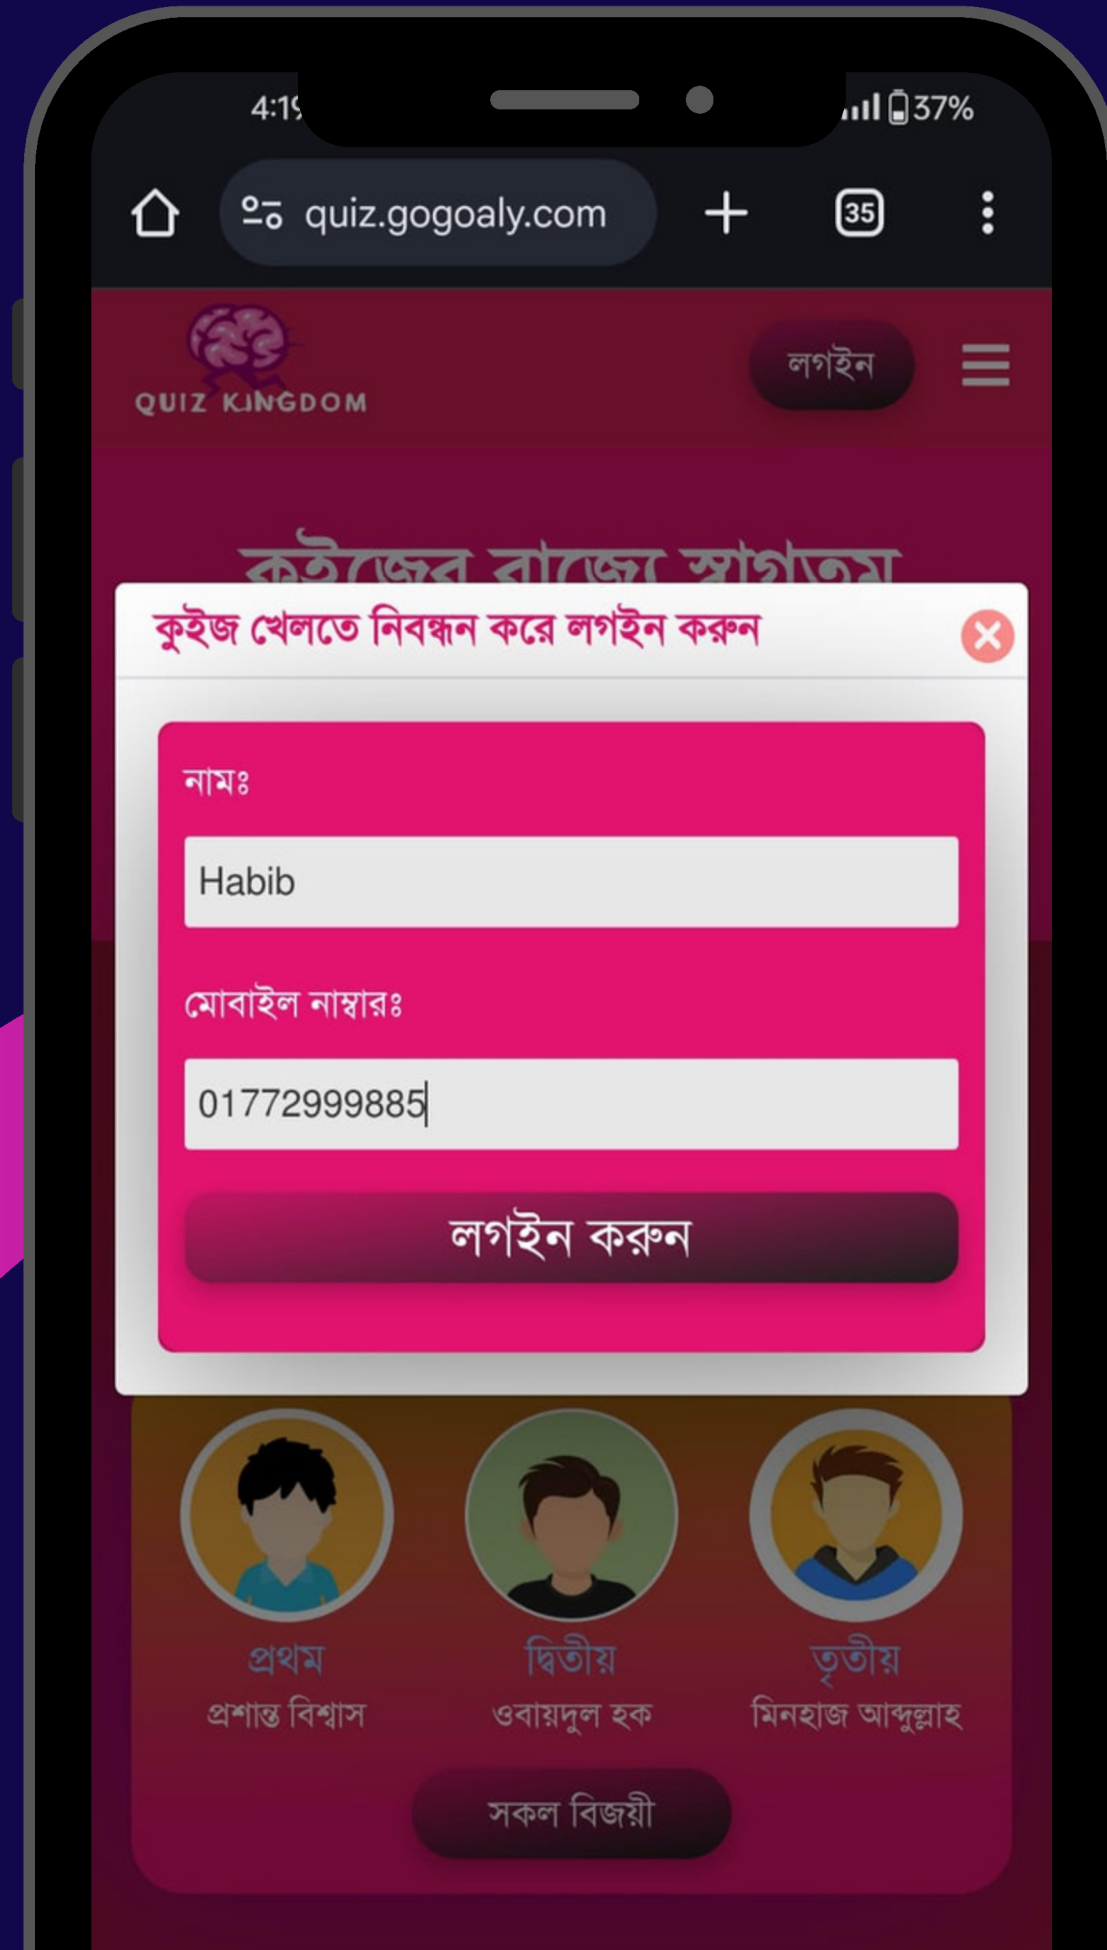 4:19
37%
quiz.gogoaly.com
35
QUIZ KINGDOM
লগইন
কুইজের রাজ্যে স্বাগতম
কুইজ খেলতে নিবন্ধন করে লগইন করুন
নামঃ
Habib
মোবাইল নাম্বারঃ
01772999885
লগইন করুন
প্রথম
দ্বিতীয়
তৃতীয়
প্রশান্ত বিশ্বাস
ওবায়দুল হক
মিনহাজ আব্দুল্লাহ
সকল বিজয়ী